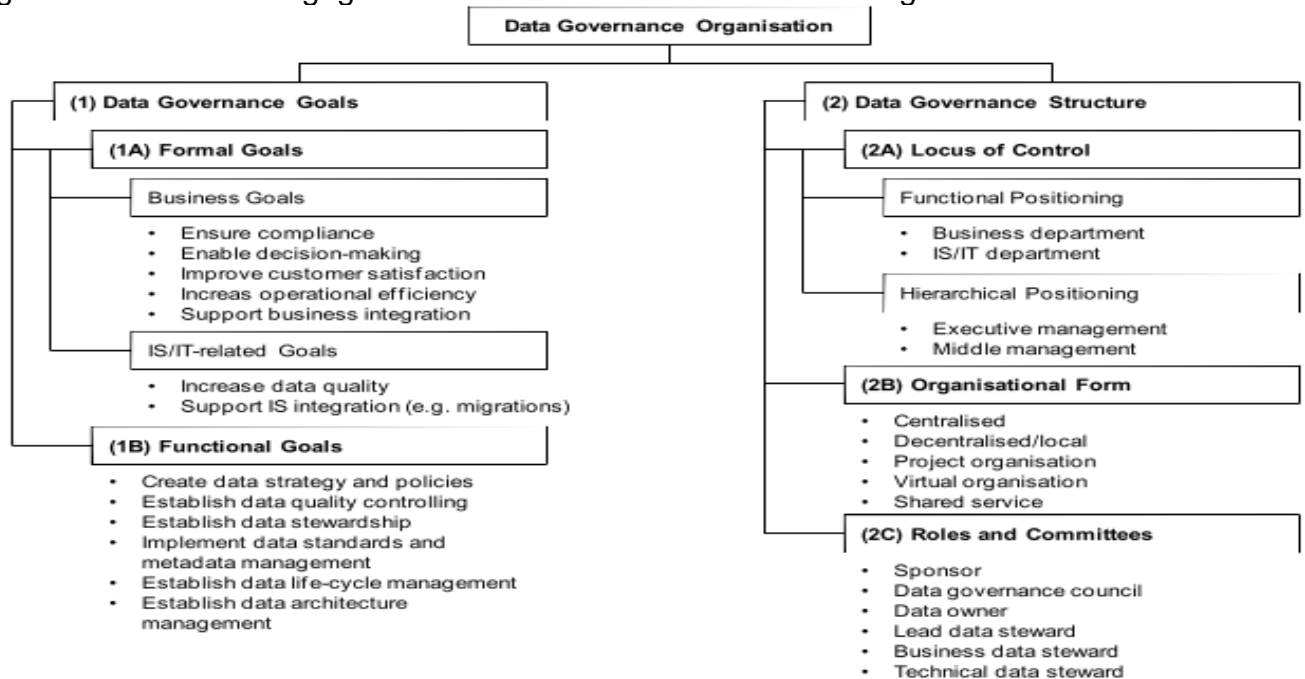 Data Governance Organisation
(1) Data Governance Goals
(1A) Formal Goals
Business Goals
• Ensure compliance
• Enable decision-making
• Improve customer satisfaction
• Increas operational efficiency
• Support business integration
IS/IT-related Goals
• Increase data quality
• Support IS integration (e.g. migrations)
(1B) Functional Goals
• Create data strategy and policies
• Establish data quality controlling
• Establish data stewardship
• Implement data standards and
metadata management
• Establish data life-cycle management
• Establish data architecture
management
(2) Data Governance Structure
(2A) Locus of Control
Functional Positioning
• Business department
• IS/IT department
Hierarchical Positioning
• Executive management
• Middle management
(2B) Organisational Form
• Centralised
• Decentralised/local
• Project organisation
• Virtual organisation
• Shared service
(2C) Roles and Committees
• Sponsor
• Data governance council
• Data owner
• Lead data steward
• Business data steward
• Technical data steward